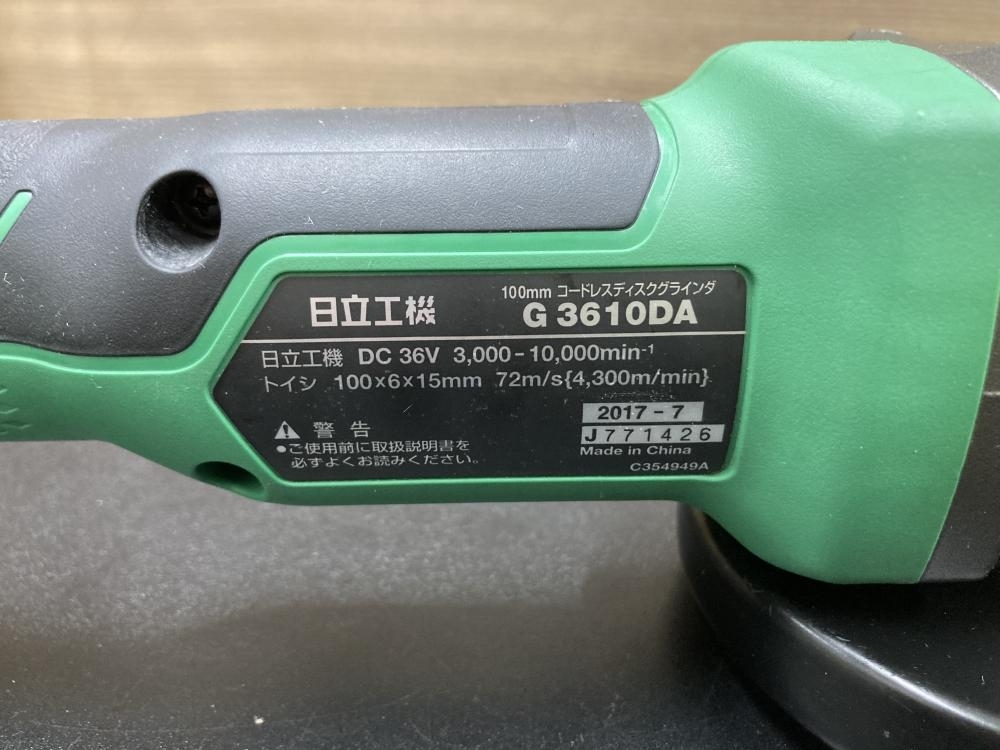 100mm コードレスディスクグラインダ
日立工機 G 3610DA
日立工機 DC 36V 3,000-10,000min-1
トイシ 100×6×15mm 72m/s{4,300m/min}
2017-7
J771426
⚠ 警告
●ご使用前に取扱説明書を
必ずよくお読みください。
Made in China
C354949A